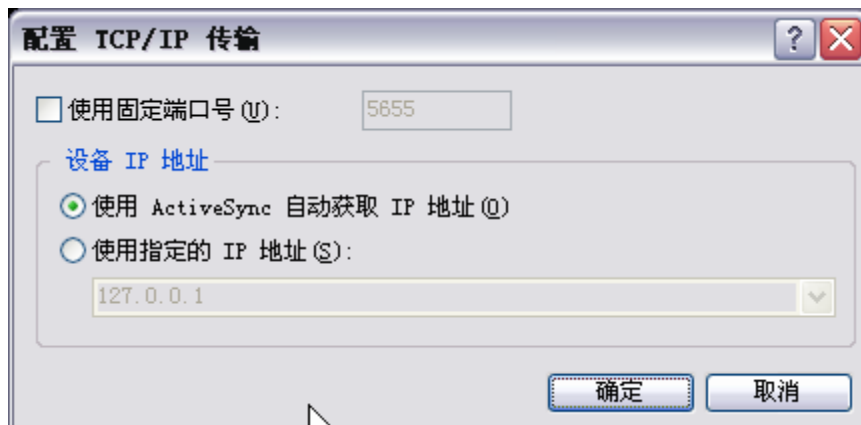 配置 TCP/IP 传输
使用固定端口号(U): 5655
设备 IP 地址
使用 ActiveSync 自动获取 IP 地址(O)
使用指定的 IP 地址(S):
127.0.0.1
确定 取消